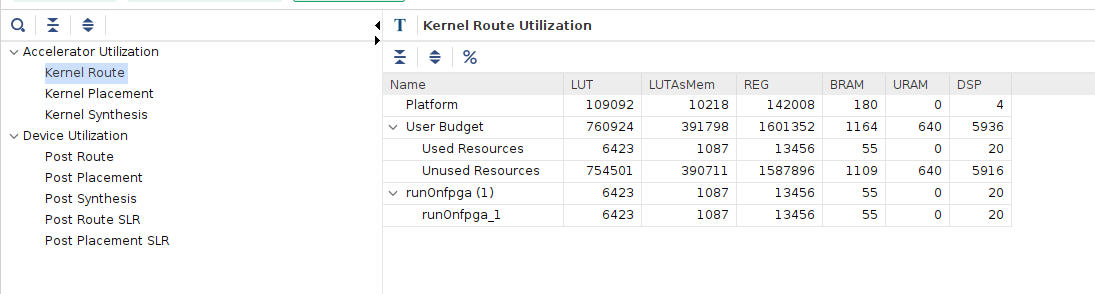 Accelerator Utilization
Kernel Route
Kernel Placement
Kernel Synthesis
Device Utilization
Post Route
Post Placement
Post Synthesis
Post Route SLR
Post Placement SLR
T Kernel Route Utilization
%
Name LUT LUTAsMem REG BRAM URAM DSP
Platform 109092 10218 142008 180 0 4
User Budget 760924 391798 1601352 1164 640 5936
Used Resources 6423 1087 13456 55 0 20
Unused Resources 754501 390711 1587896 1109 640 5916
runOnfpga (1) 6423 1087 13456 55 0 20
runOnfpga_1 6423 1087 13456 55 0 20